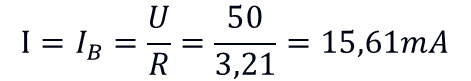 I = I_B = U/R = 50/3,21 = 15,61mA